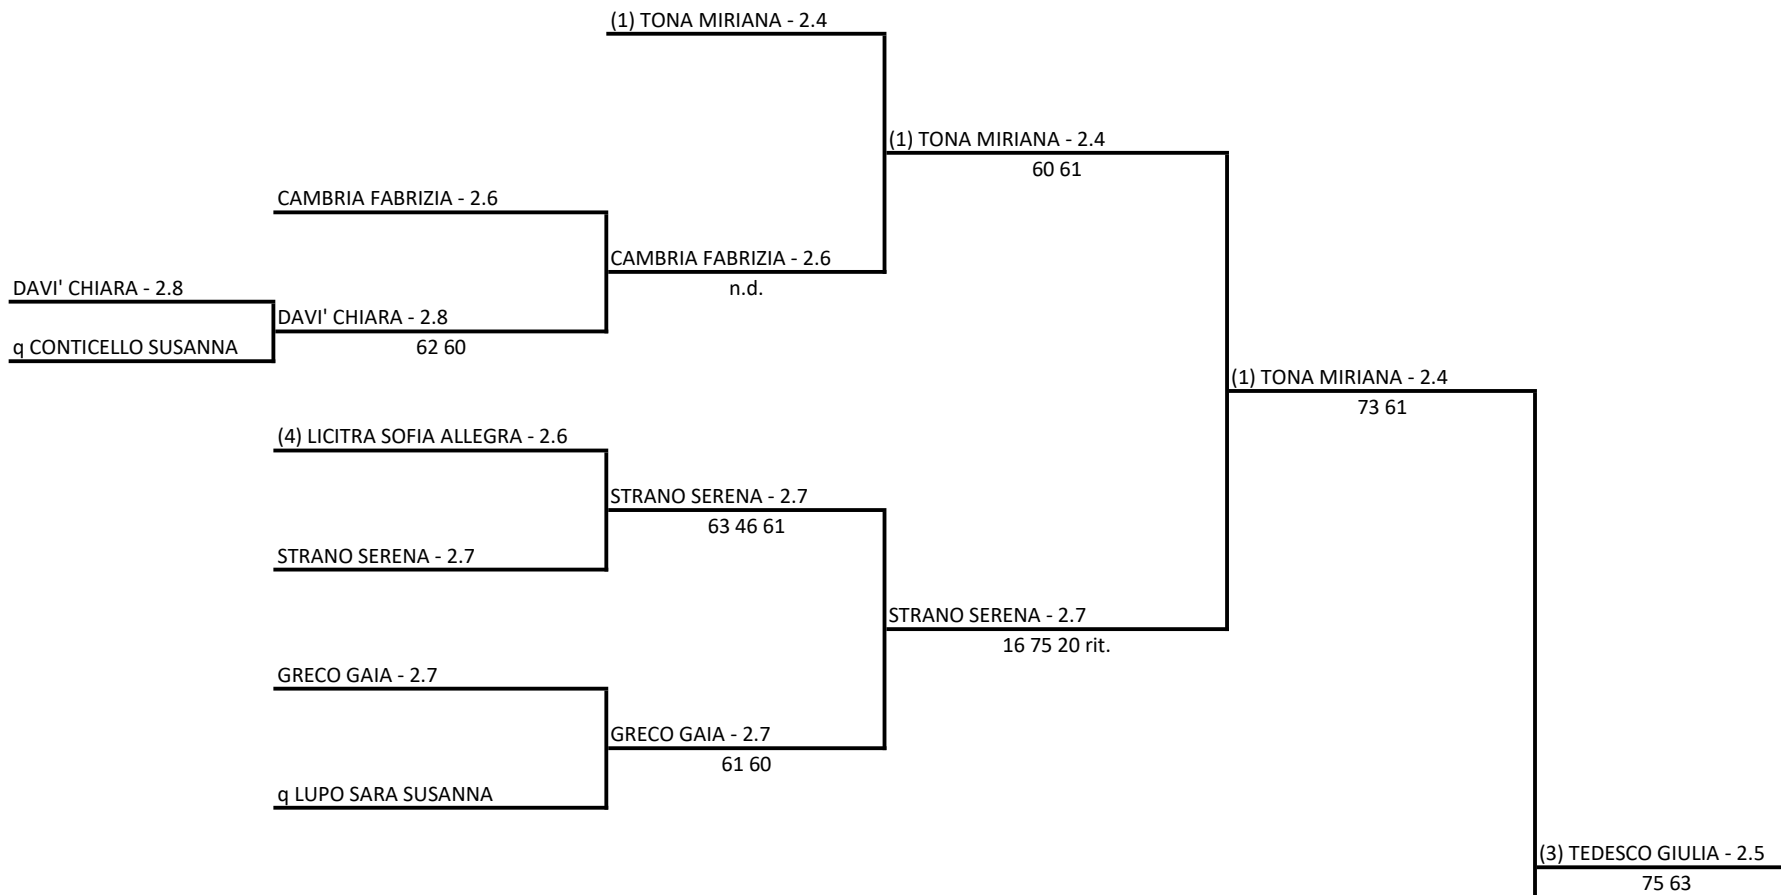 (1) TONA MIRIANA - 2.4
(1) TONA MIRIANA - 2.4
60 61
CAMBRIA FABRIZIA - 2.6
CAMBRIA FABRIZIA - 2.6
n.d.
DAVI' CHIARA - 2.8
DAVI' CHIARA - 2.8
62 60
q CONTICELLO SUSANNA
(1) TONA MIRIANA - 2.4
73 61
(4) LICITRA SOFIA ALLEGRA - 2.6
STRANO SERENA - 2.7
63 46 61
STRANO SERENA - 2.7
STRANO SERENA - 2.7
16 75 20 rit.
GRECO GAIA - 2.7
GRECO GAIA - 2.7
61 60
q LUPO SARA SUSANNA
(3) TEDESCO GIULIA - 2.5
75 63